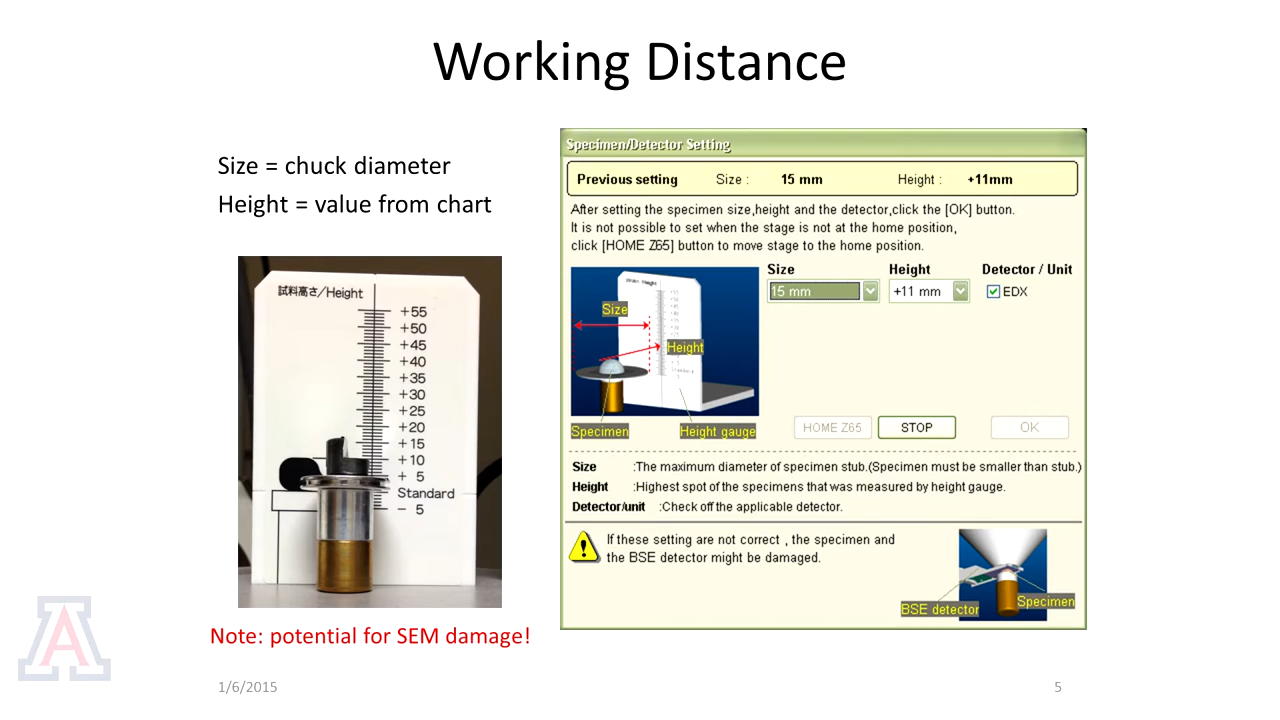 Working Distance
Size = chuck diameter
Height = value from chart
試料高さ/Height
+55
+50
+45
+40
+35
+30
+25
+20
+15
+10
+ 5
Standard
− 5
Note: potential for SEM damage!
Specimen/Detector Setting
Previous setting Size : 15 mm Height : +11mm
After setting the specimen size,height and the detector,click the [OK] button.
It is not possible to set when the stage is not at the home position,
click [HOME Z65] button to move stage to the home position.
Size Height Detector / Unit
15 mm +11 mm EDX
Size
Height
Specimen Height gauge
HOME Z65 STOP OK
Size :The maximum diameter of specimen stub.(Specimen must be smaller than stub.)
Height :Highest spot of the specimens that was measured by height gauge.
Detector/unit :Check off the applicable detector.
If these setting are not correct , the specimen and
the BSE detector might be damaged.
BSE detector Specimen
A
1/6/2015 5